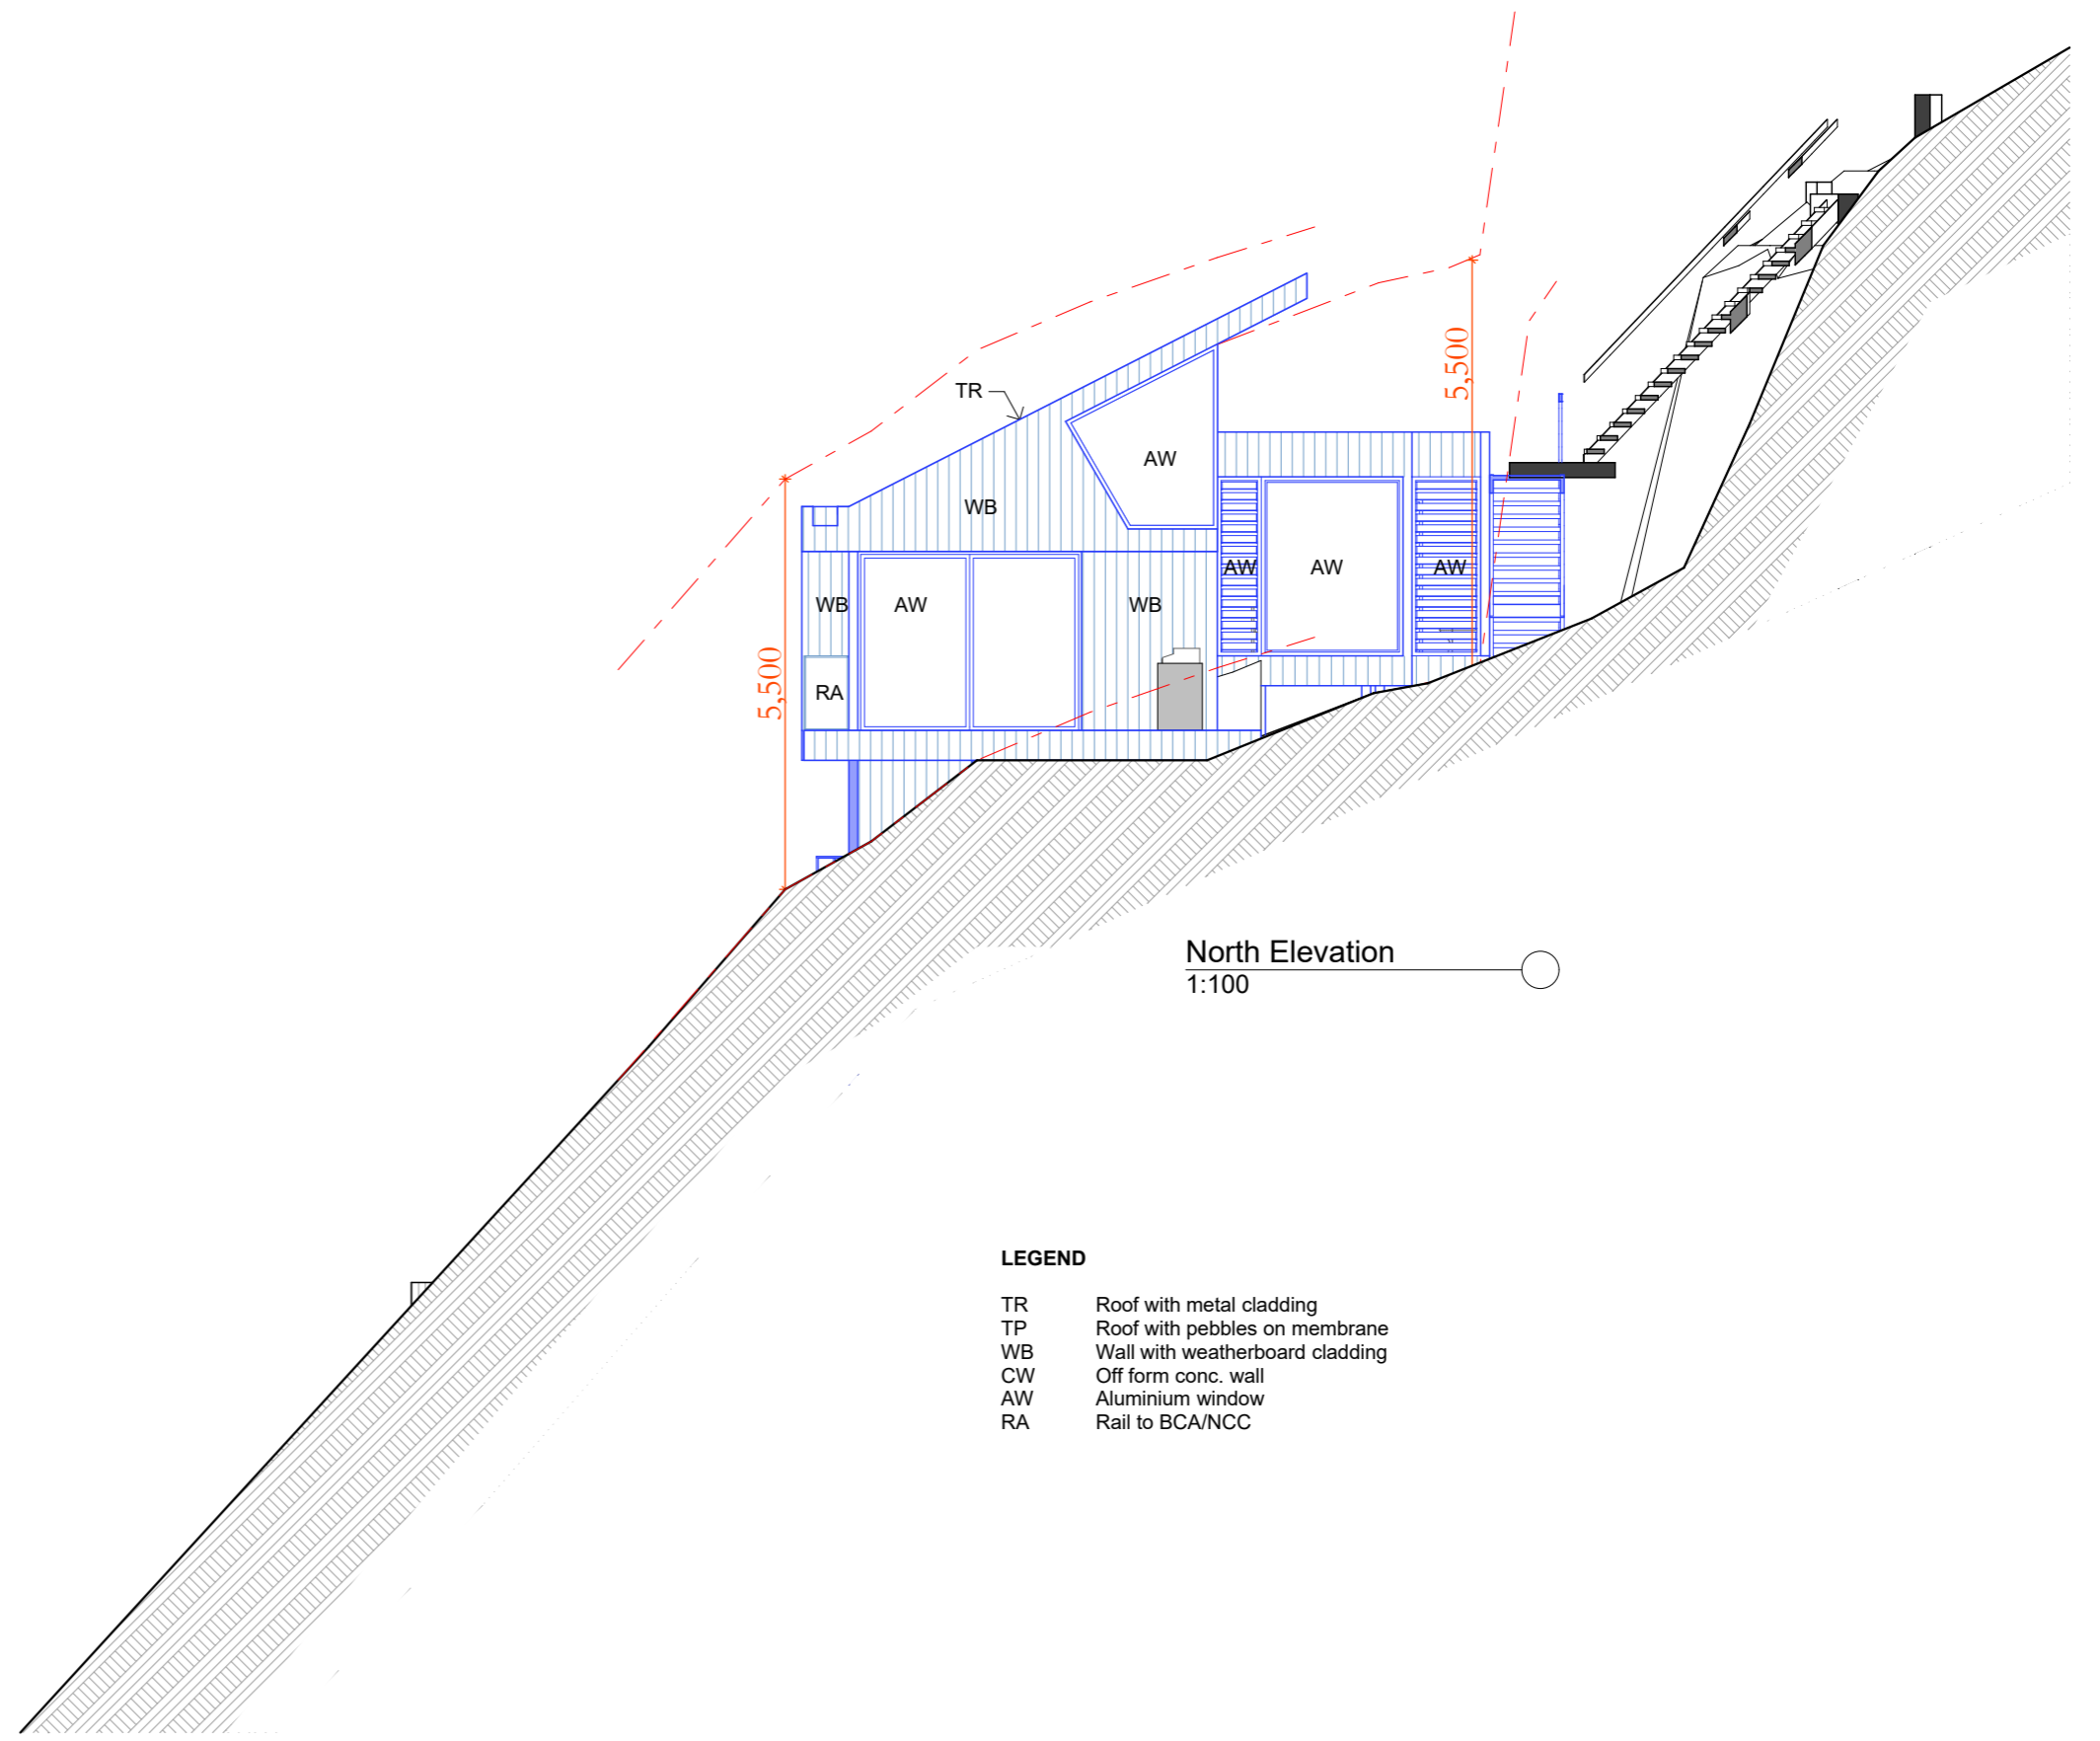 5,500
TR
AW
WB
AW
AW
AW
WB
AW
WB
5,500
RA
North Elevation
1:100
LEGEND
TR Roof with metal cladding
TP Roof with pebbles on membrane
WB Wall with weatherboard cladding
CW Off form conc. wall
AW Aluminium window
RA Rail to BCA/NCC